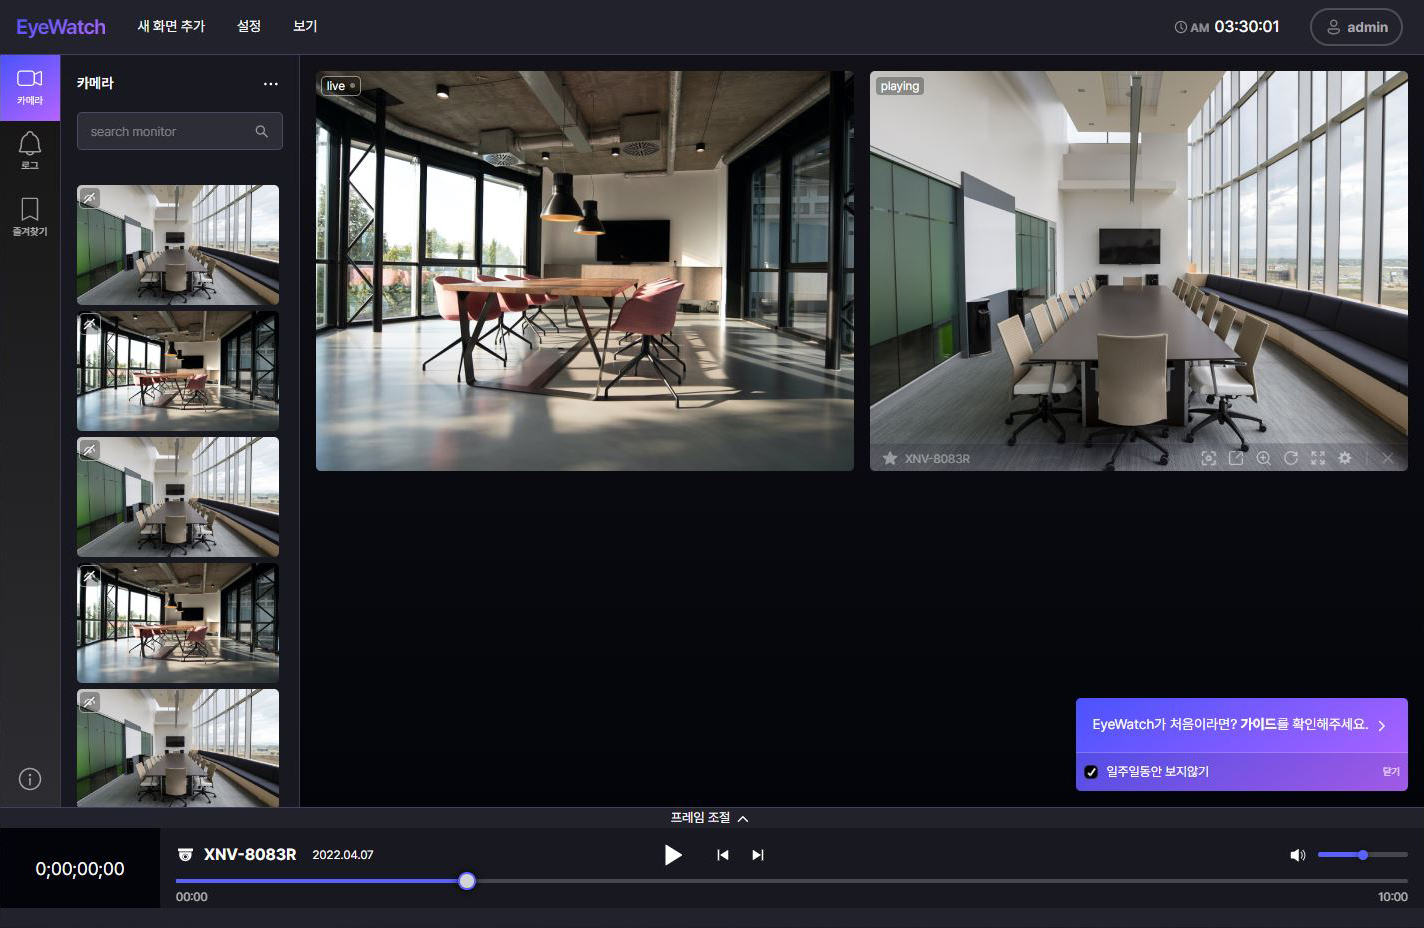 EyeWatch 새 화면 추가 설정 보기 AM 03:30:01 admin
카메라
로그
즐겨찾기
카메라
search monitor
live
playing
XNV-8083R
EyeWatch가 처음이라면? 가이드를 확인해주세요.
일주일동안 보지않기 닫기
프레임 조절
0;00;00;00
XNV-8083R 2022.04.07
00:00 10:00